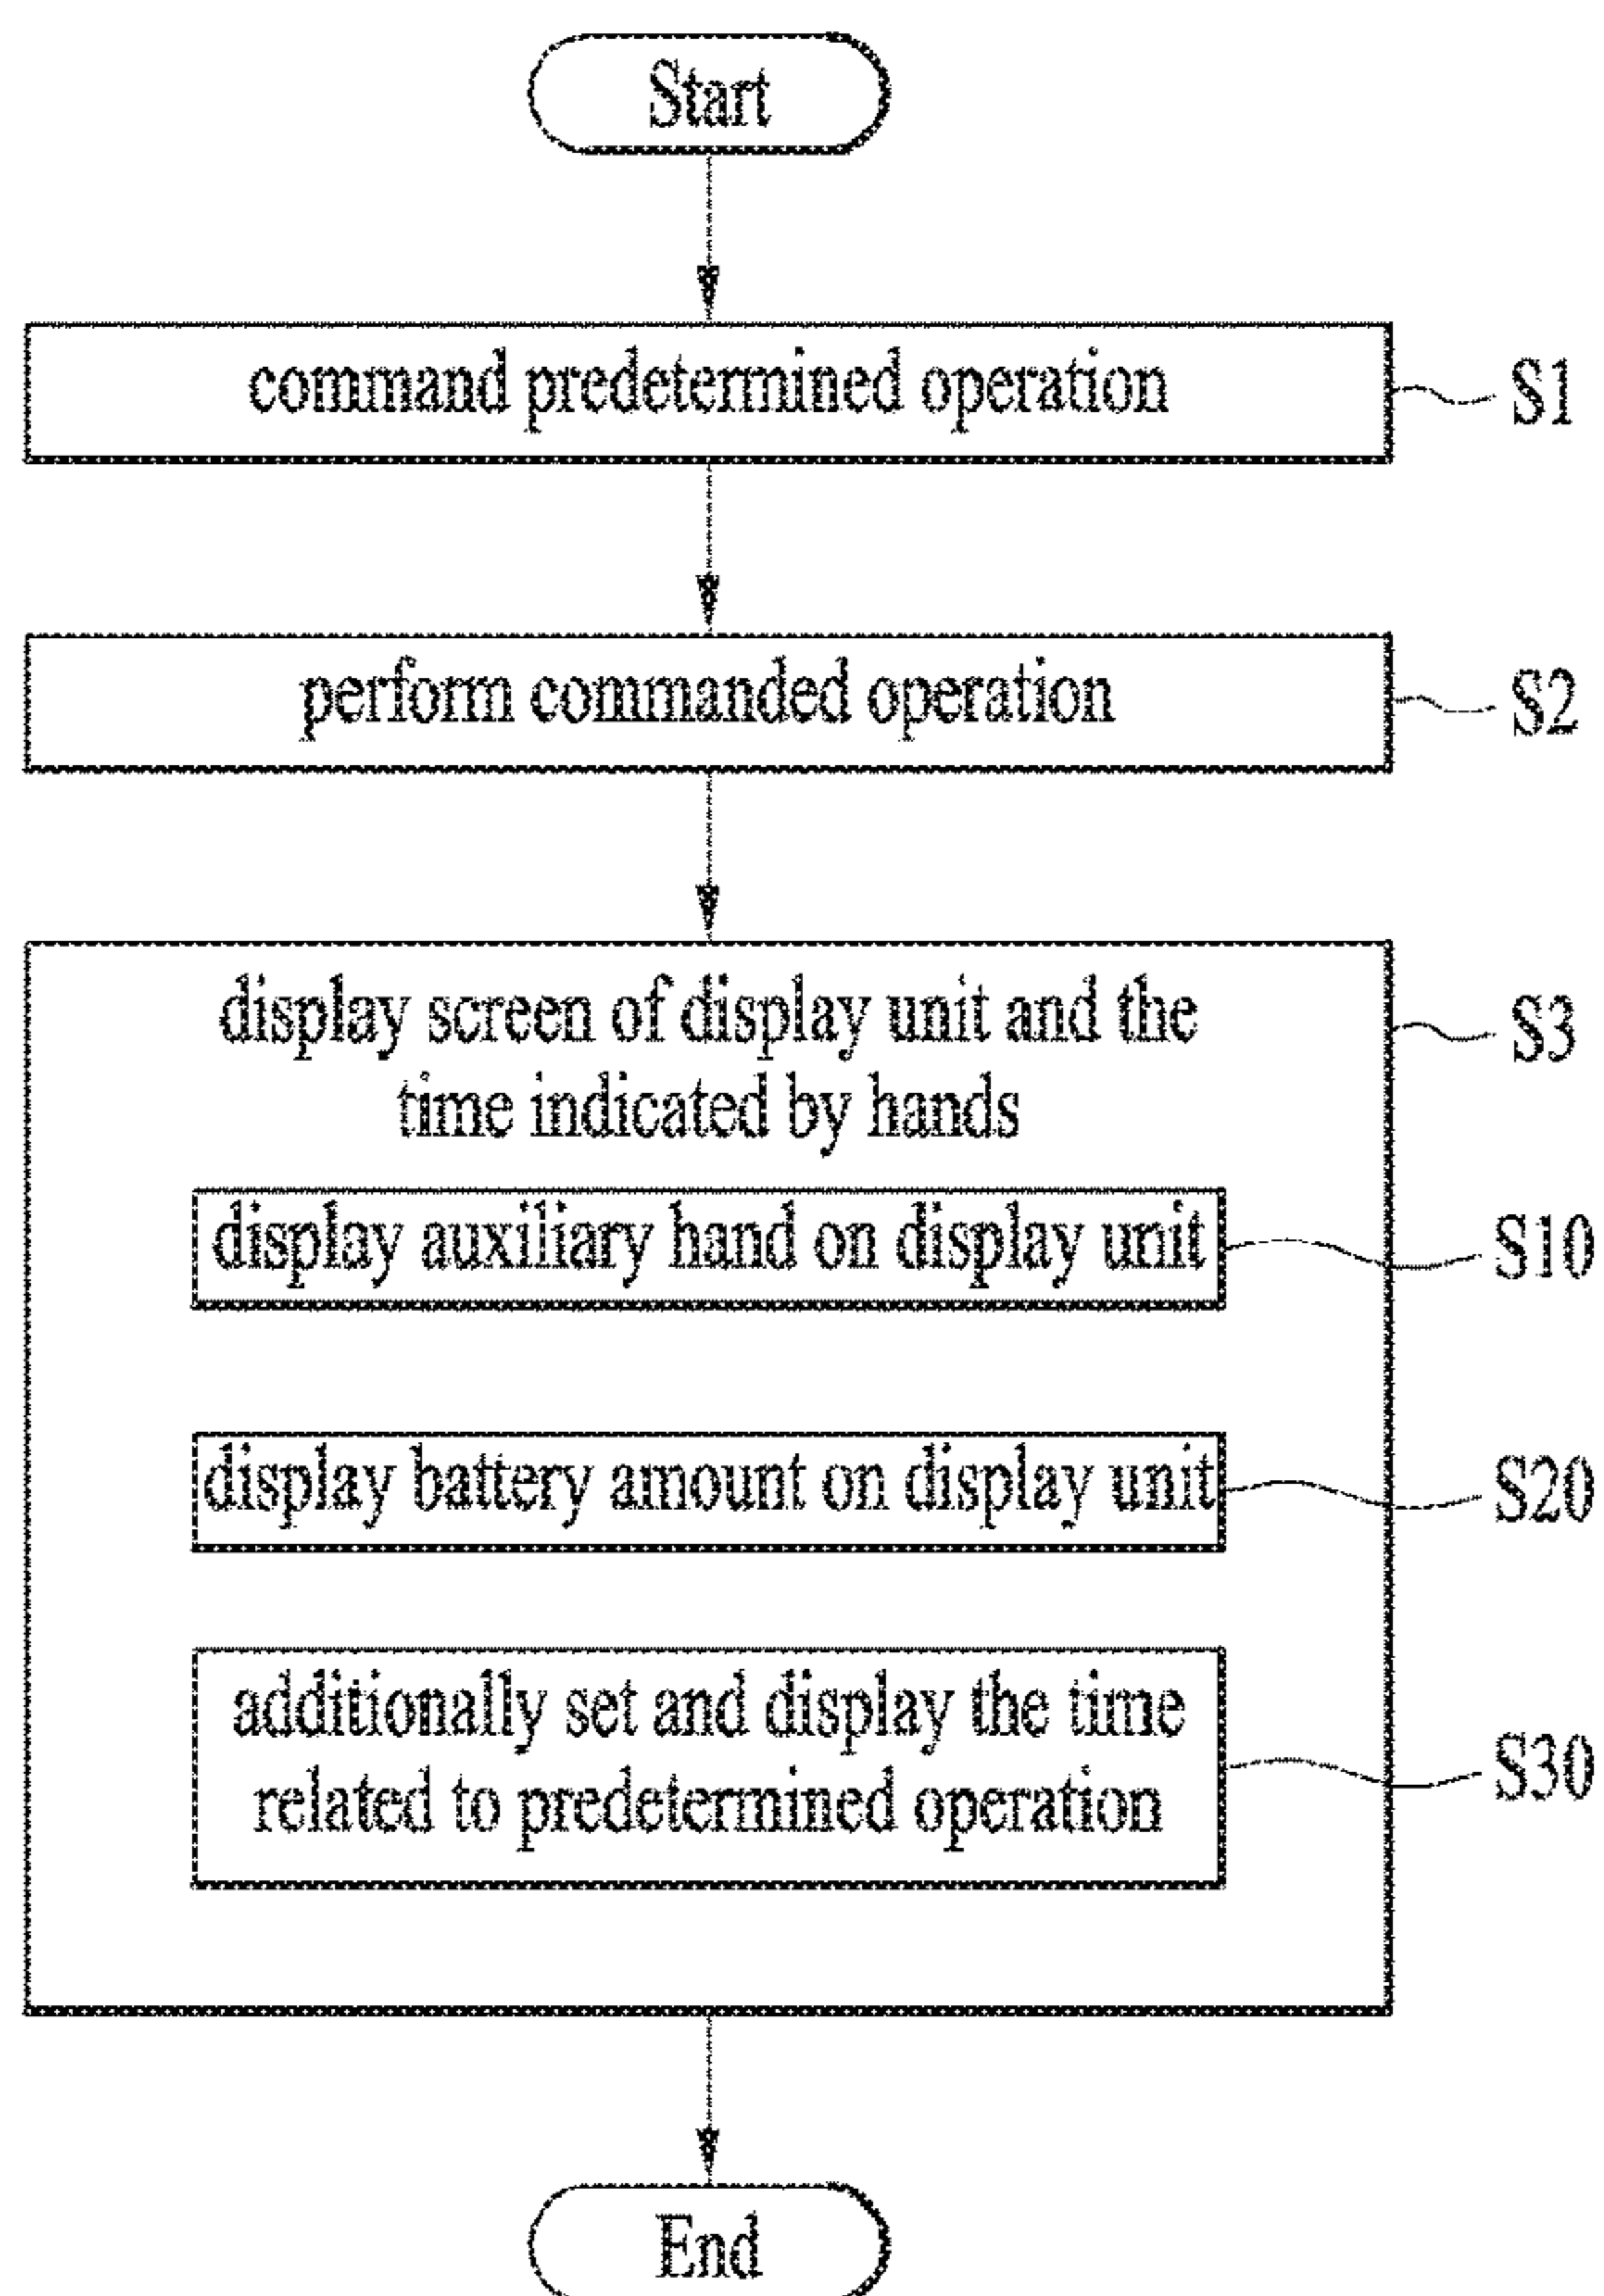 Start
command predetermined operation
S1
perform commanded operation
S2
display screen of display unit and the
time indicated by hands
S3
display auxiliary hand on display unit
S10
display battery amount on display unit
S20
additionally set and display the time
related to predetermined operation
S30
End